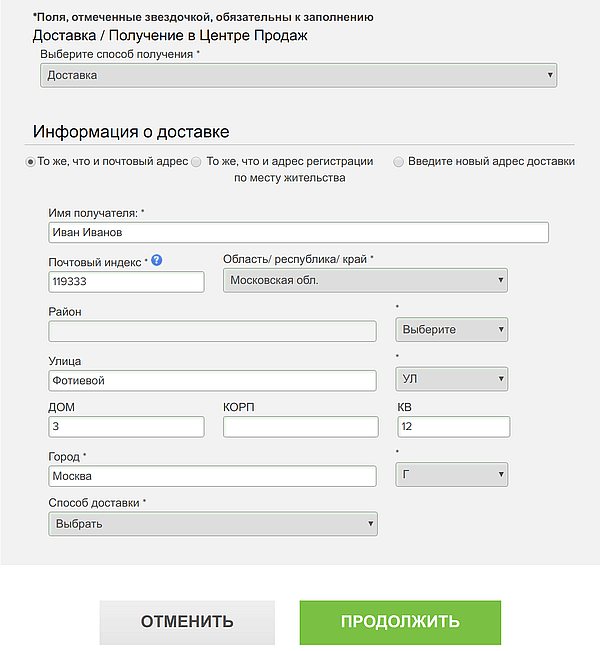 *Поля, отмеченные звездочкой, обязательны к заполнению
Доставка / Получение в Центре Продаж
Выберите способ получения *
Доставка
Информация о доставке
То же, что и почтовый адрес То же, что и адрес регистрации Введите новый адрес доставки
по месту жительства
Имя получателя: *
Иван Иванов
Почтовый индекс * ? Область/ республика/ край *
119333 Московская обл.
Район *
Выберите
Улица *
Фотиевой УЛ
ДОМ КОРП КВ
3 12
Город * *
Москва Г
Способ доставки *
Выбрать
ОТМЕНИТЬ ПРОДОЛЖИТЬ